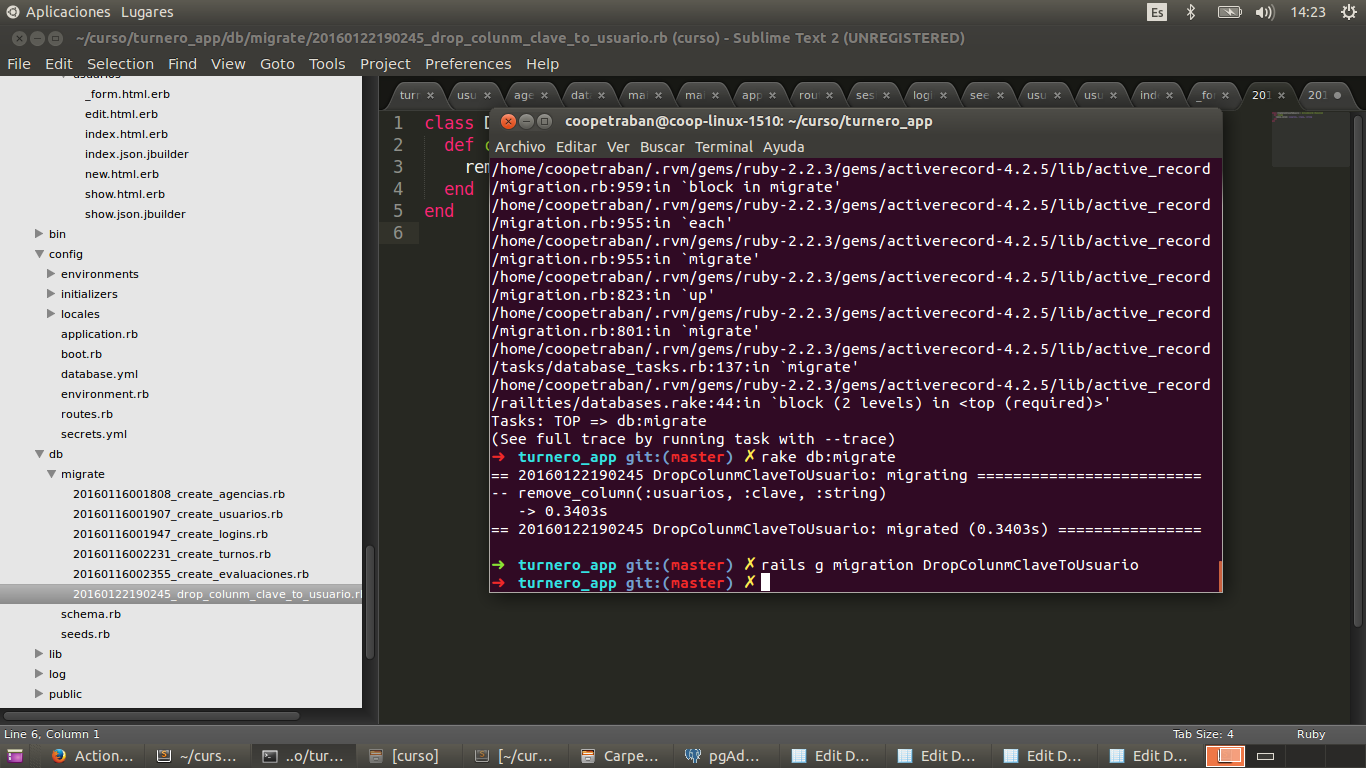 Aplicaciones Lugares
Es
14:23
~/curso/turnero_app/db/migrate/20160122190245_drop_colunm_clave_to_usuario.rb (curso) - Sublime Text 2 (UNREGISTERED)
File Edit Selection Find View Goto Tools Project Preferences Help
usuarios
_form.html.erb
edit.html.erb
index.html.erb
index.json.jbuilder
new.html.erb
show.html.erb
show.json.jbuilder
bin
config
environments
initializers
locales
application.rb
boot.rb
database.yml
environment.rb
routes.rb
secrets.yml
db
migrate
20160116001808_create_agencias.rb
20160116001907_create_usuarios.rb
20160116001947_create_logins.rb
20160116002231_create_turnos.rb
20160116002355_create_evaluaciones.rb
20160122190245_drop_colunm_clave_to_usuario.r
schema.rb
seeds.rb
lib
log
public
turn usu age dat mai mai app rout ses logi see usu usu inde _for 201 201
1 class D
2 def c
3 rem
4 end
5 end
6
coopetraban@coop-linux-1510: ~/curso/turnero_app
Archivo Editar Ver Buscar Terminal Ayuda
/home/coopetraban/.rvm/gems/ruby-2.2.3/gems/activerecord-4.2.5/lib/active_record
/migration.rb:959:in `block in migrate'
/home/coopetraban/.rvm/gems/ruby-2.2.3/gems/activerecord-4.2.5/lib/active_record
/migration.rb:955:in `each'
/home/coopetraban/.rvm/gems/ruby-2.2.3/gems/activerecord-4.2.5/lib/active_record
/migration.rb:955:in `migrate'
/home/coopetraban/.rvm/gems/ruby-2.2.3/gems/activerecord-4.2.5/lib/active_record
/migration.rb:823:in `up'
/home/coopetraban/.rvm/gems/ruby-2.2.3/gems/activerecord-4.2.5/lib/active_record
/migration.rb:801:in `migrate'
/home/coopetraban/.rvm/gems/ruby-2.2.3/gems/activerecord-4.2.5/lib/active_record
/tasks/database_tasks.rb:137:in `migrate'
/home/coopetraban/.rvm/gems/ruby-2.2.3/gems/activerecord-4.2.5/lib/active_record
/railties/databases.rake:44:in `block (2 levels) in <top (required)>'
Tasks: TOP => db:migrate
(See full trace by running task with --trace)
➜ turnero_app git:(master) ✗ rake db:migrate
== 20160122190245 DropColunmClaveToUsuario: migrating =========================
-- remove_column(:usuarios, :clave, :string)
-> 0.3403s
== 20160122190245 DropColunmClaveToUsuario: migrated (0.3403s) ================
➜ turnero_app git:(master) ✗ rails g migration DropColunmClaveToUsuario
➜ turnero_app git:(master) ✗
Line 6, Column 1
Tab Size: 4 Ruby
Action... ~/curs... ..o/tur... [curso] [~/cur... Carpe... pgAd... Edit D... Edit D... Edit D... Edit D...